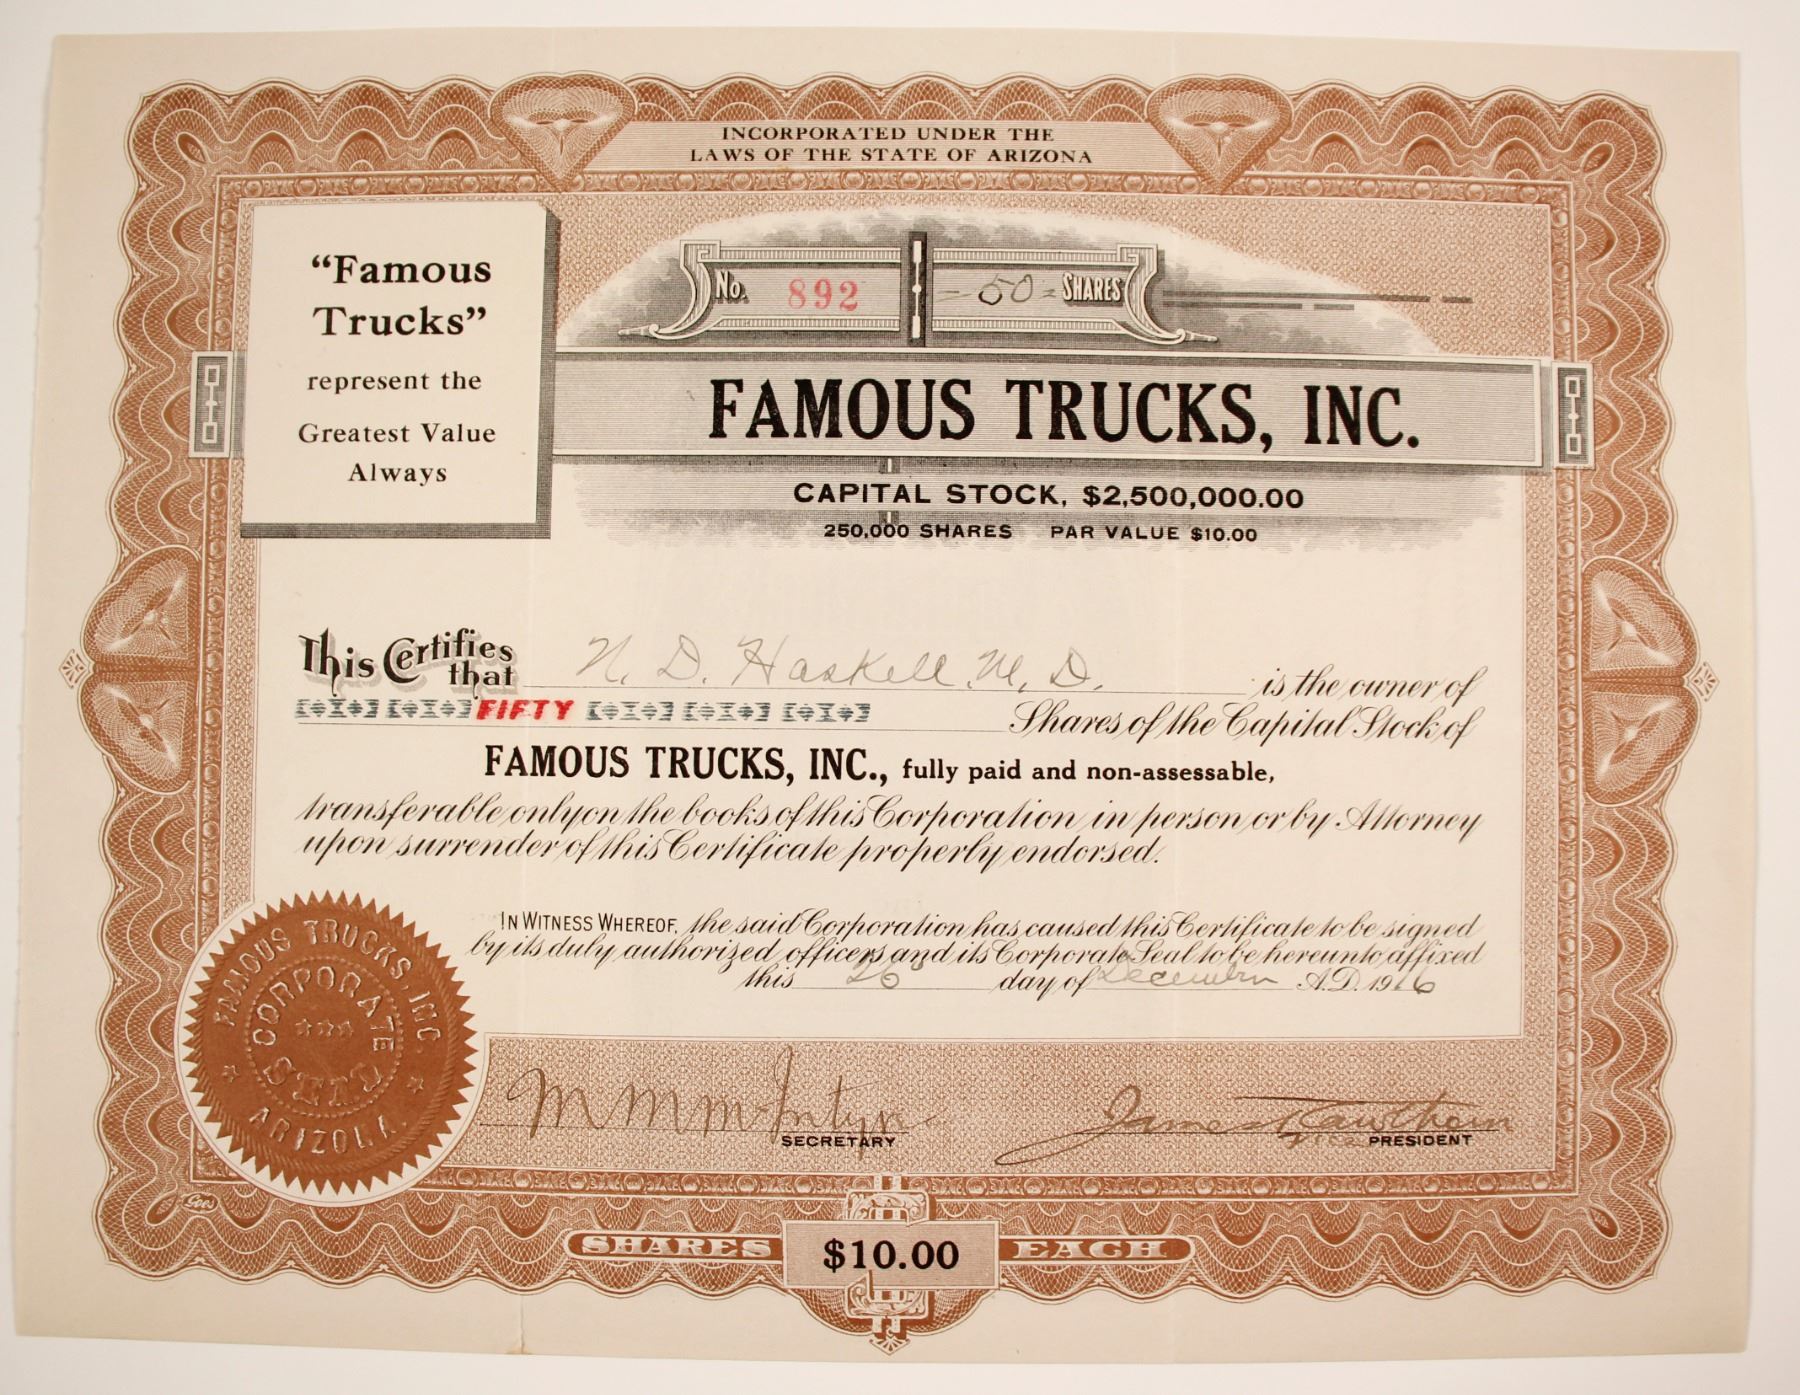 INCORPORATED UNDER THE
LAWS OF THE STATE OF ARIZONA
"Famous
Trucks"
represent the
Greatest Value
Always
No. 892
- 50 - SHARES
FAMOUS TRUCKS, INC.
CAPITAL STOCK, $2,500,000.00
250,000 SHARES PAR VALUE $10.00
This Certifies that N. D. Haskell, M. D. is the owner of
FIFTY Shares of the Capital Stock of
FAMOUS TRUCKS, INC., fully paid and non-assessable,
transferable only on the books of this Corporation in person or by Attorney
upon surrender of this Certificate properly endorsed.
IN WITNESS WHEREOF, the said Corporation has caused this Certificate to be signed
by its duly authorized officers and its Corporate Seal to be hereunto affixed
this 26 day of December A.D. 1916
FAMOUS TRUCKS, INC.
CORPORATE
SEAL
ARIZONA
SECRETARY
James
PRESIDENT
Goes
SHARES $10.00 EACH